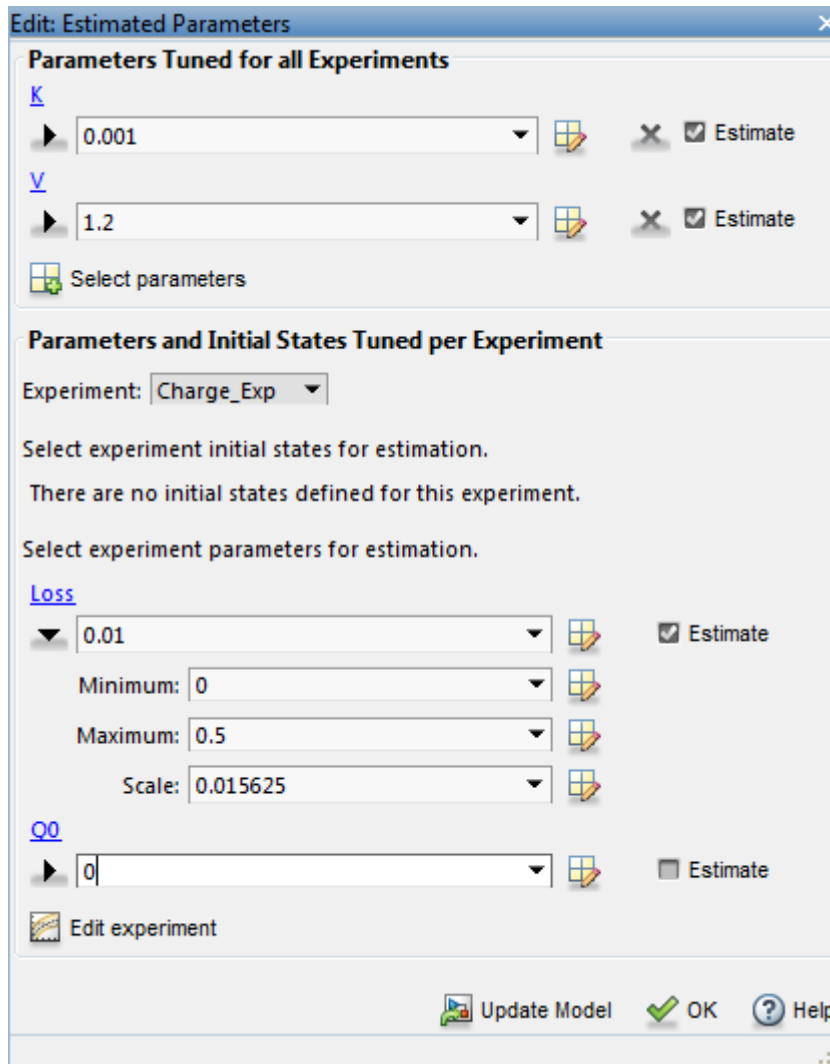 Edit: Estimated Parameters
Parameters Tuned for all Experiments
K
0.001 Estimate
V
1.2 Estimate
Select parameters
Parameters and Initial States Tuned per Experiment
Experiment: Charge_Exp
Select experiment initial states for estimation.
There are no initial states defined for this experiment.
Select experiment parameters for estimation.
Loss
0.01 Estimate
Minimum: 0
Maximum: 0.5
Scale: 0.015625
Q0
0 Estimate
Edit experiment
Update Model OK Help